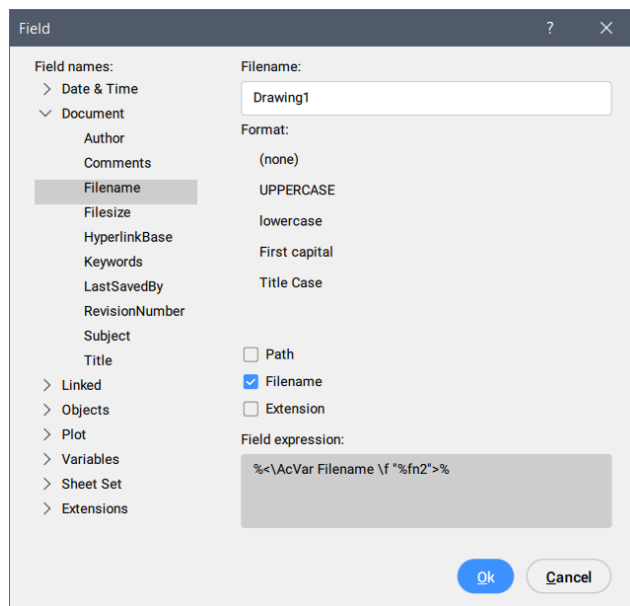 Field
Field names:
Date & Time
Document
Author
Comments
Filename
Filesize
HyperlinkBase
Keywords
LastSavedBy
RevisionNumber
Subject
Title
Linked
Objects
Plot
Variables
Sheet Set
Extensions
Filename:
Drawing1
Format:
(none)
UPPERCASE
lowercase
First capital
Title Case
Path
Filename
Extension
Field expression:
%<\AcVar Filename \f "%fn2">%
Ok
Cancel